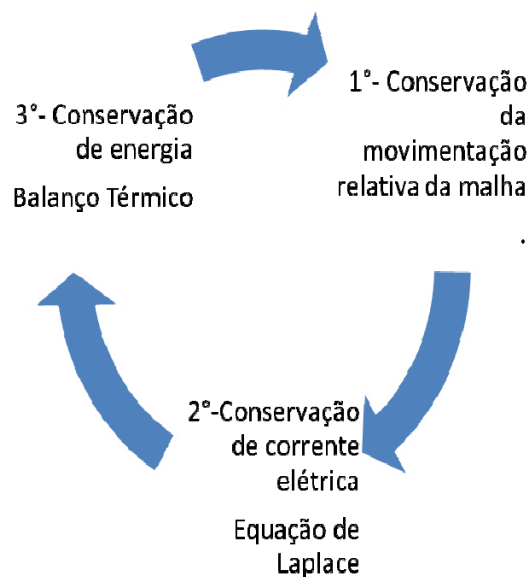 1°- Conservação
da
movimentação
relativa da malha
.
2°-Conservação
de corrente
elétrica
Equação de
Laplace
3°- Conservação
de energia
Balanço Térmico